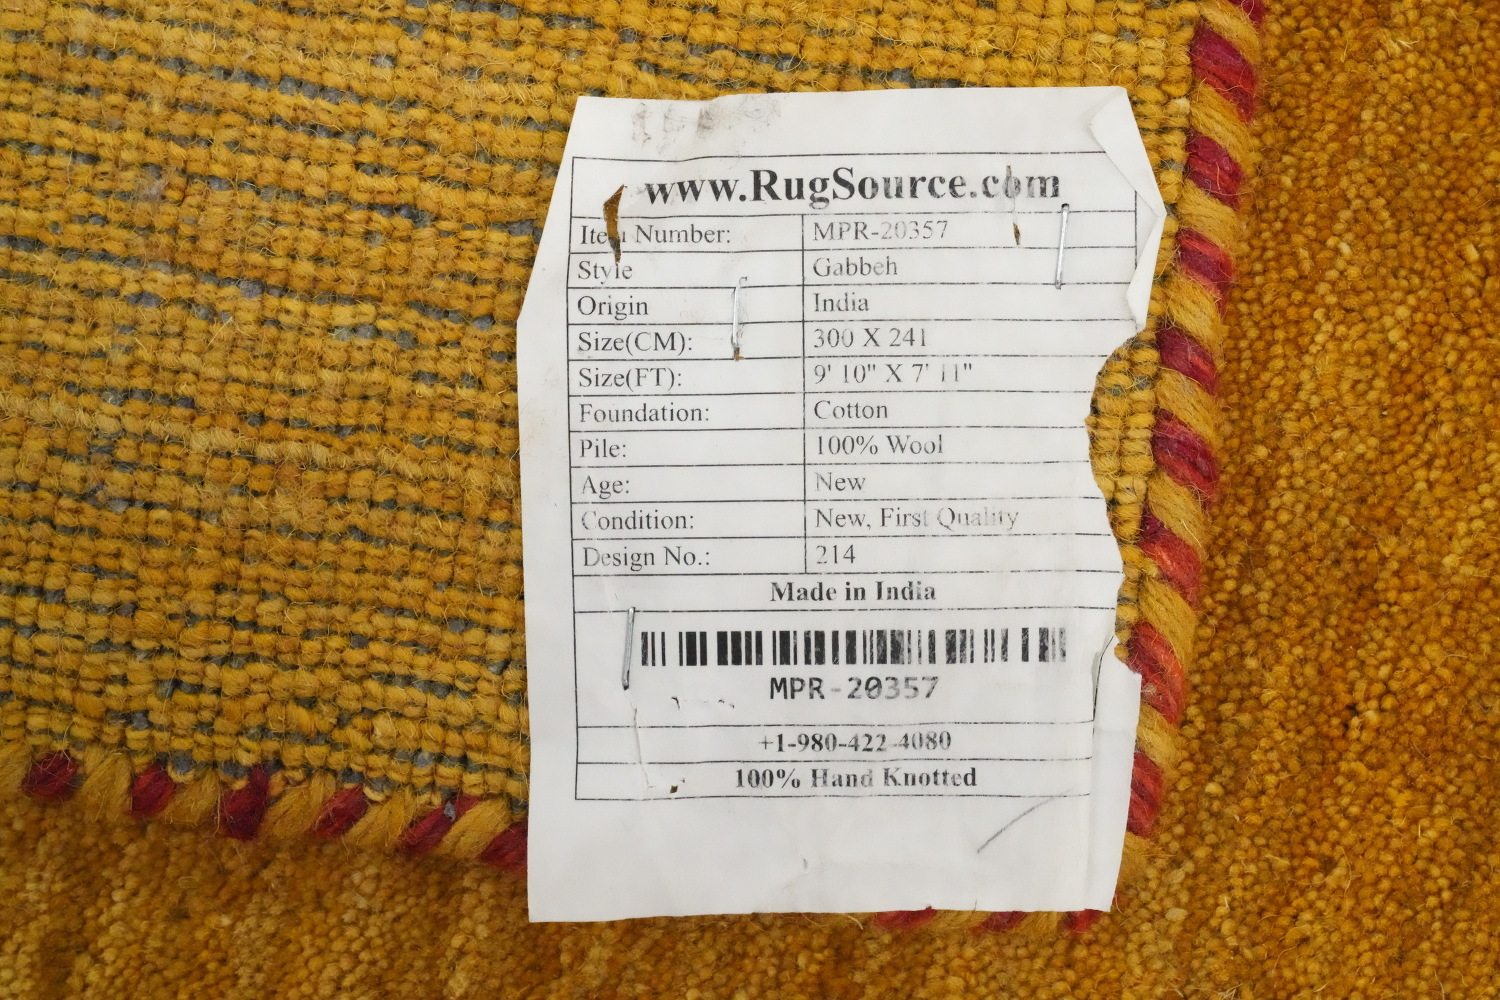 www.RugSource.com
Item Number: MPR-20357
Style Gabbeh
Origin India
Size(CM): 300 X 241
Size(FT): 9' 10" X 7' 11"
Foundation: Cotton
Pile: 100% Wool
Age: New
Condition: New, First Quality
Design No.: 214
Made in India
MPR-20357
+1-980-422-4080
100% Hand Knotted